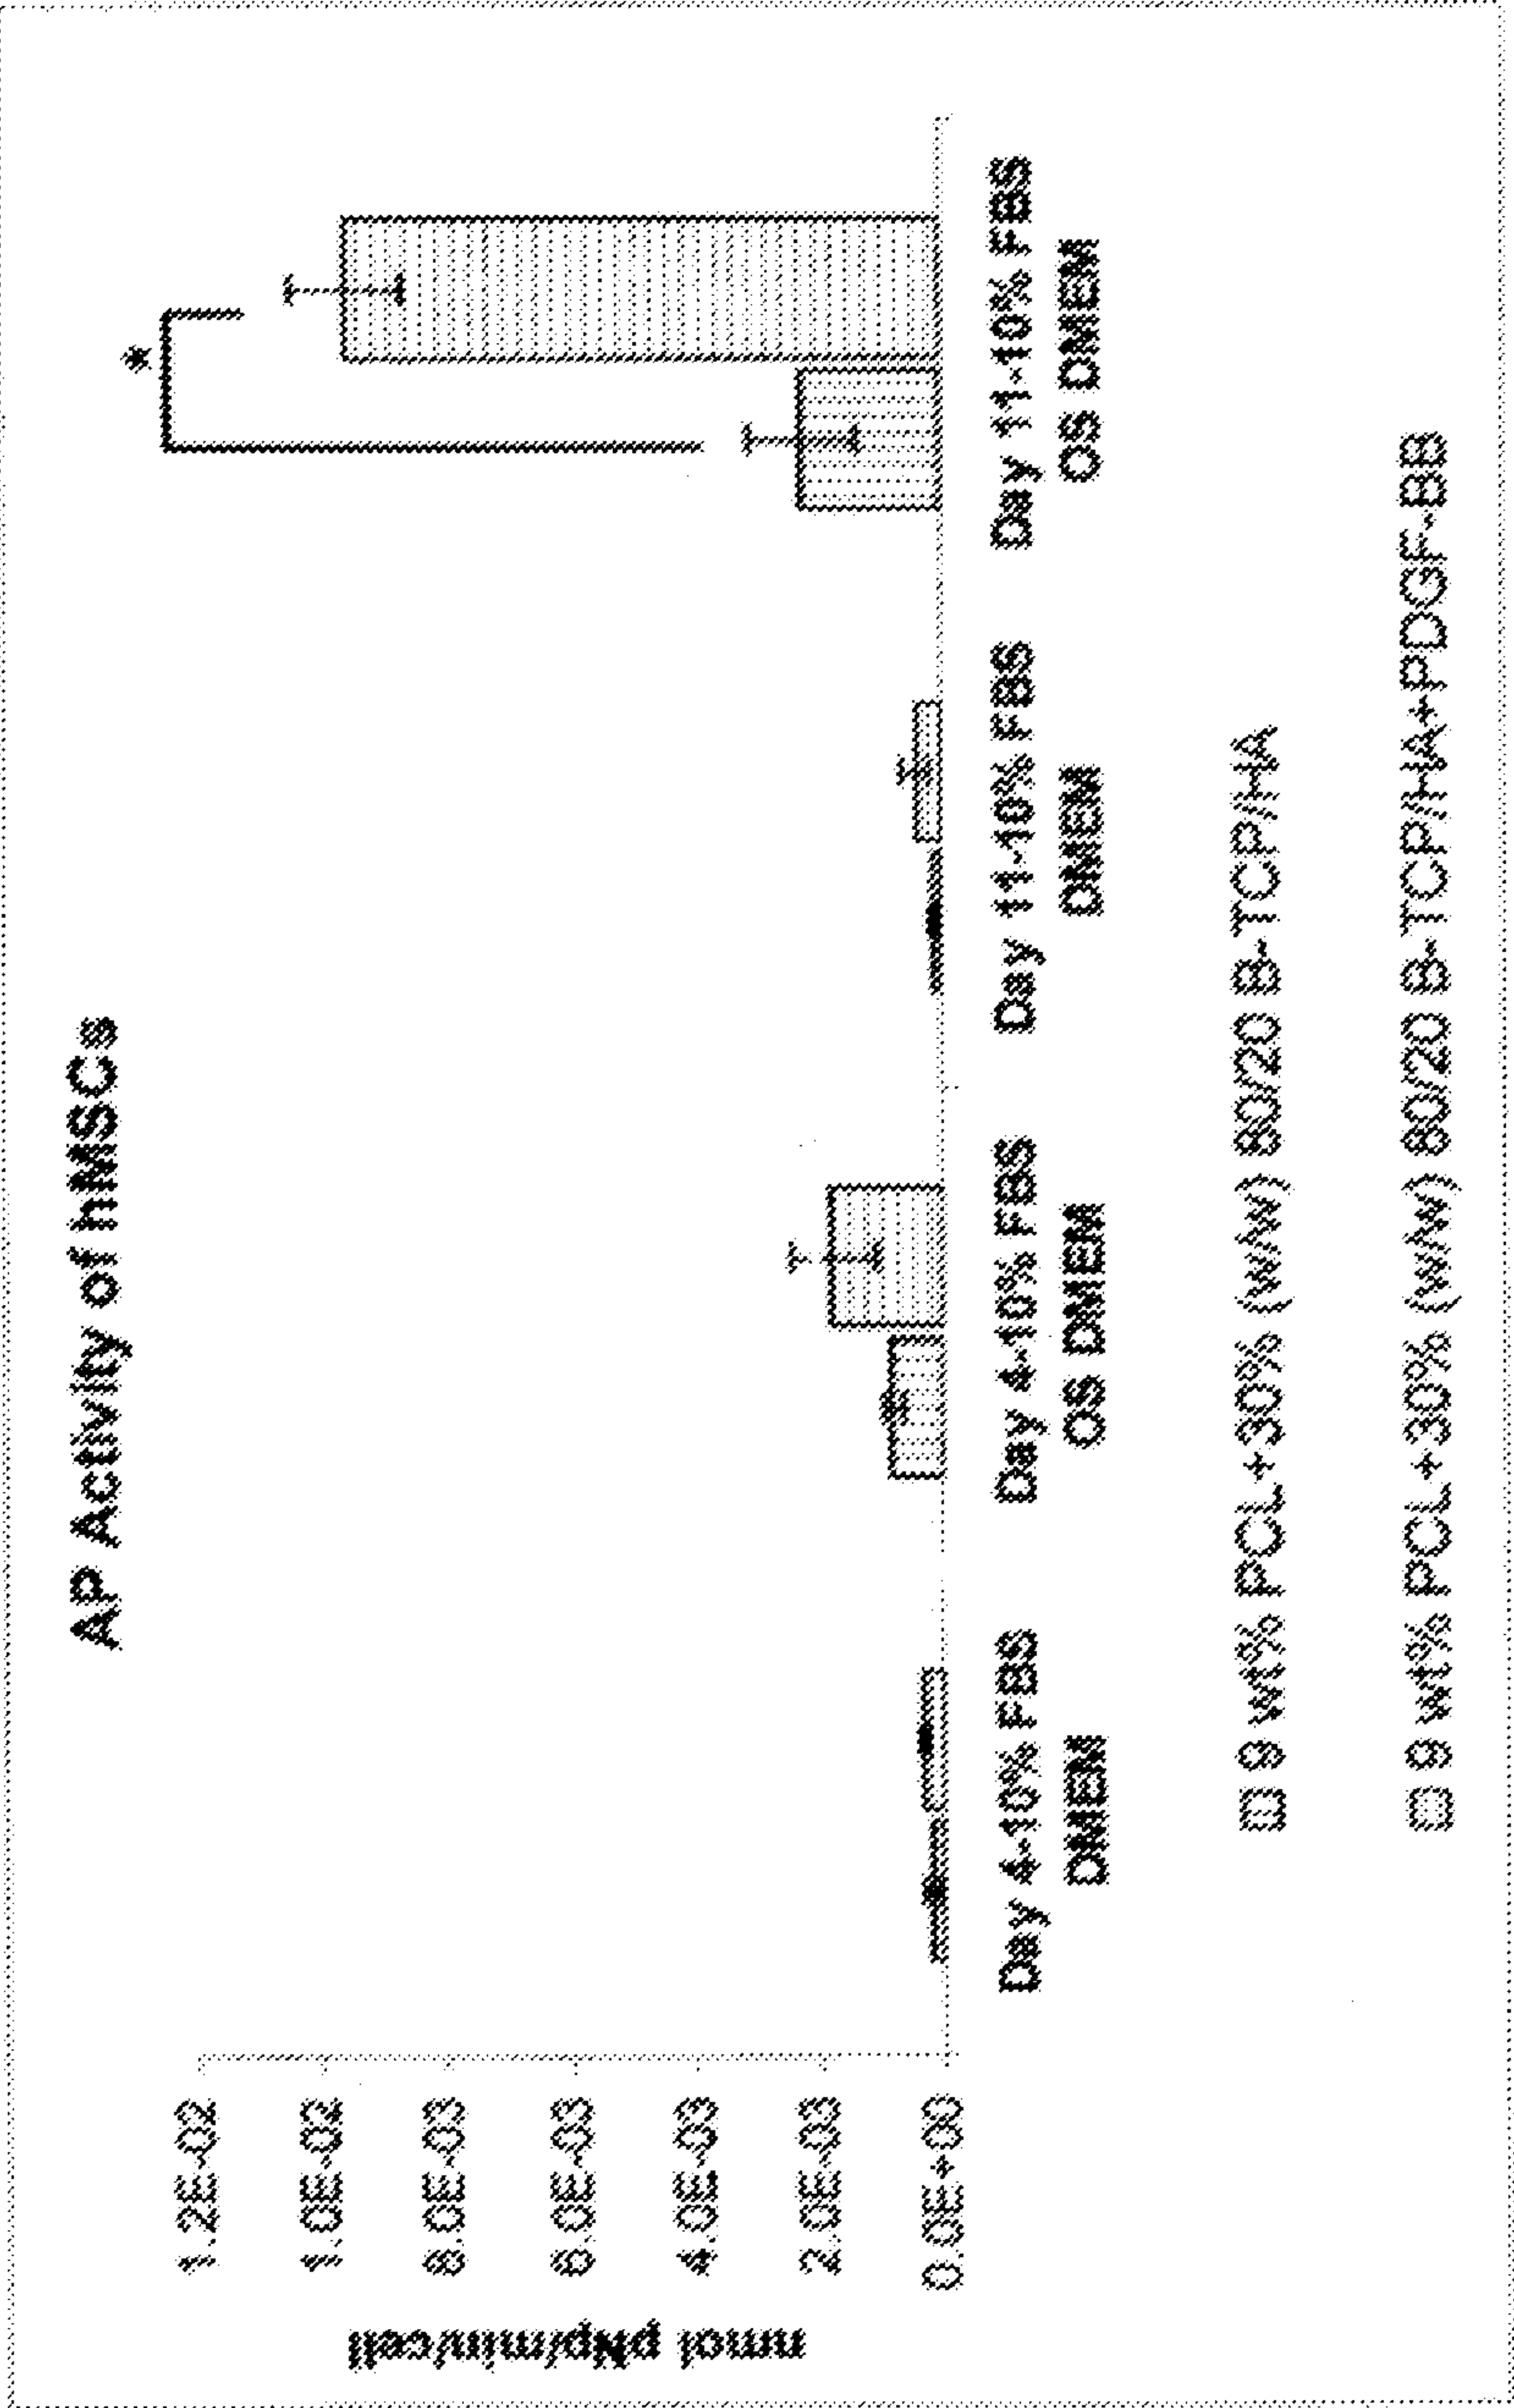 AP Activity of hMSCs
nmol pNp/min/cell
1.2E-02
1.0E-02
8.0E-03
6.0E-03
4.0E-03
2.0E-03
0.0E+00
*
Day 4-10% FBS
DMEM
Day 4-10% FBS
OS DMEM
Day 11-10% FBS
DMEM
Day 11-10% FBS
OS DMEM
9 wt% PCL+30% (w/w) 80/20 B-TCP/HA
9 wt% PCL+30% (w/w) 80/20 B-TCP/HA+PDGF-BB